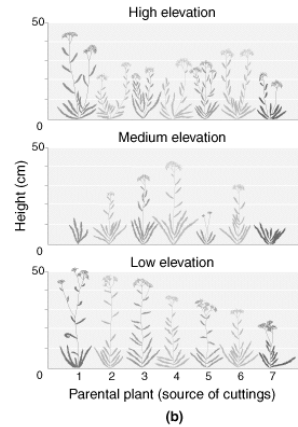 High elevation
50
0
Medium elevation
50
Height (cm)
0
Low elevation
50
0
1 2 3 4 5 6 7
Parental plant (source of cuttings)
(b)